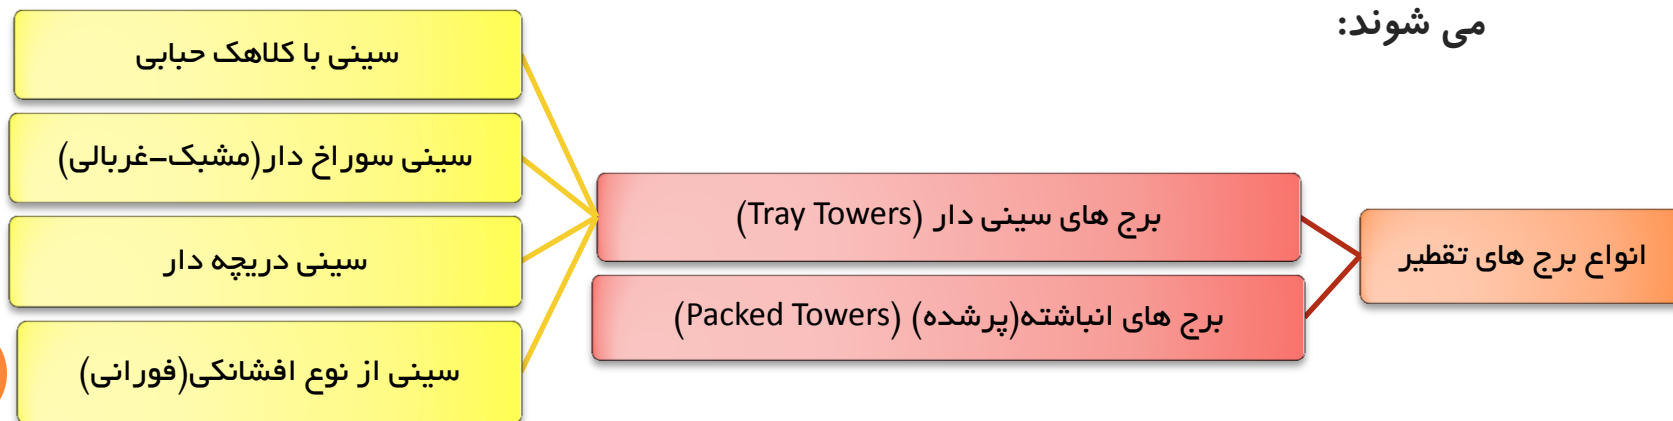 می شوند:
انواع برج های تقطیر
برج های سینی دار (Tray Towers)
برج های انباشته(پرشده) (Packed Towers)
سینی با کلاهک حبابی
سینی سوراخ دار(مشبک-غربالی)
سینی دریچه دار
سینی از نوع افشانکی(فورانی)